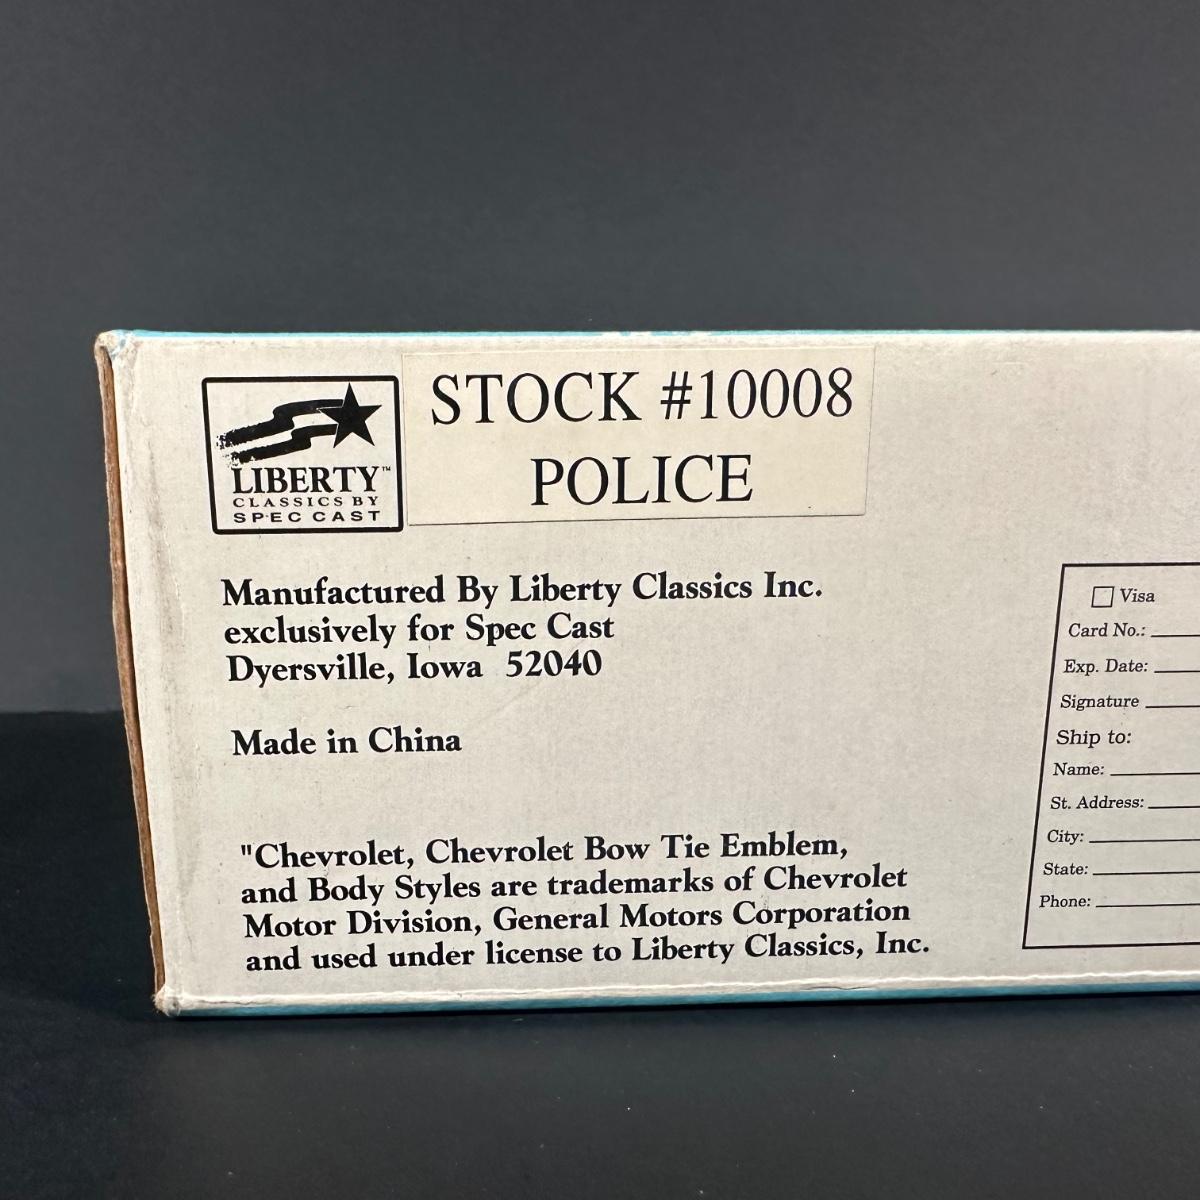 LIBERTY™
CLASSICS BY
SPEC CAST
STOCK #10008
POLICE
Manufactured By Liberty Classics Inc.
exclusively for Spec Cast
Dyersville, Iowa 52040
Made in China
"Chevrolet, Chevrolet Bow Tie Emblem,
and Body Styles are trademarks of Chevrolet
Motor Division, General Motors Corporation
and used under license to Liberty Classics, Inc.
Visa
Card No.:
Exp. Date:
Signature
Ship to:
Name:
St. Address:
City:
State:
Phone: